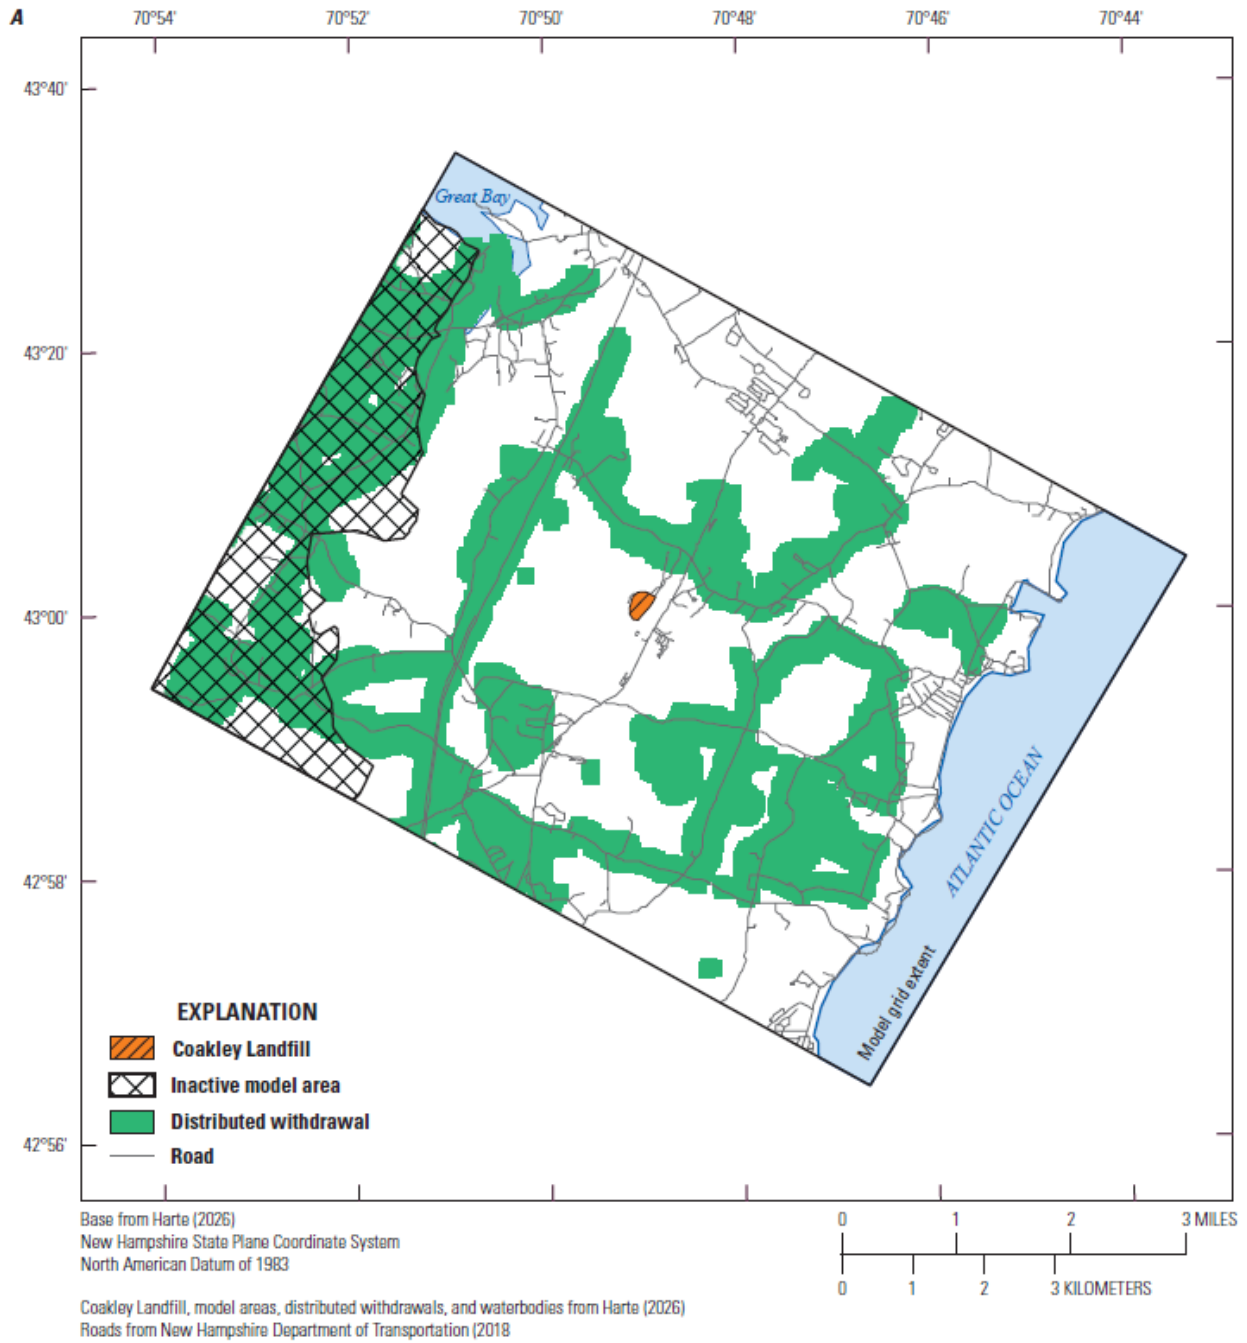 A
70°54' 70°52' 70°50' 70°48' 70°46' 70°44'
43°40'
Great Bay
43°20'
43°00'
ATLANTIC OCEAN
42°58'
Model grid extent
EXPLANATION
Coakley Landfill
Inactive model area
Distributed withdrawal
Road
42°56'
Base from Harte (2026)
New Hampshire State Plane Coordinate System
North American Datum of 1983
0 1 2 3 MILES
0 1 2 3 KILOMETERS
Coakley Landfill, model areas, distributed withdrawals, and waterbodies from Harte (2026)
Roads from New Hampshire Department of Transportation (2018